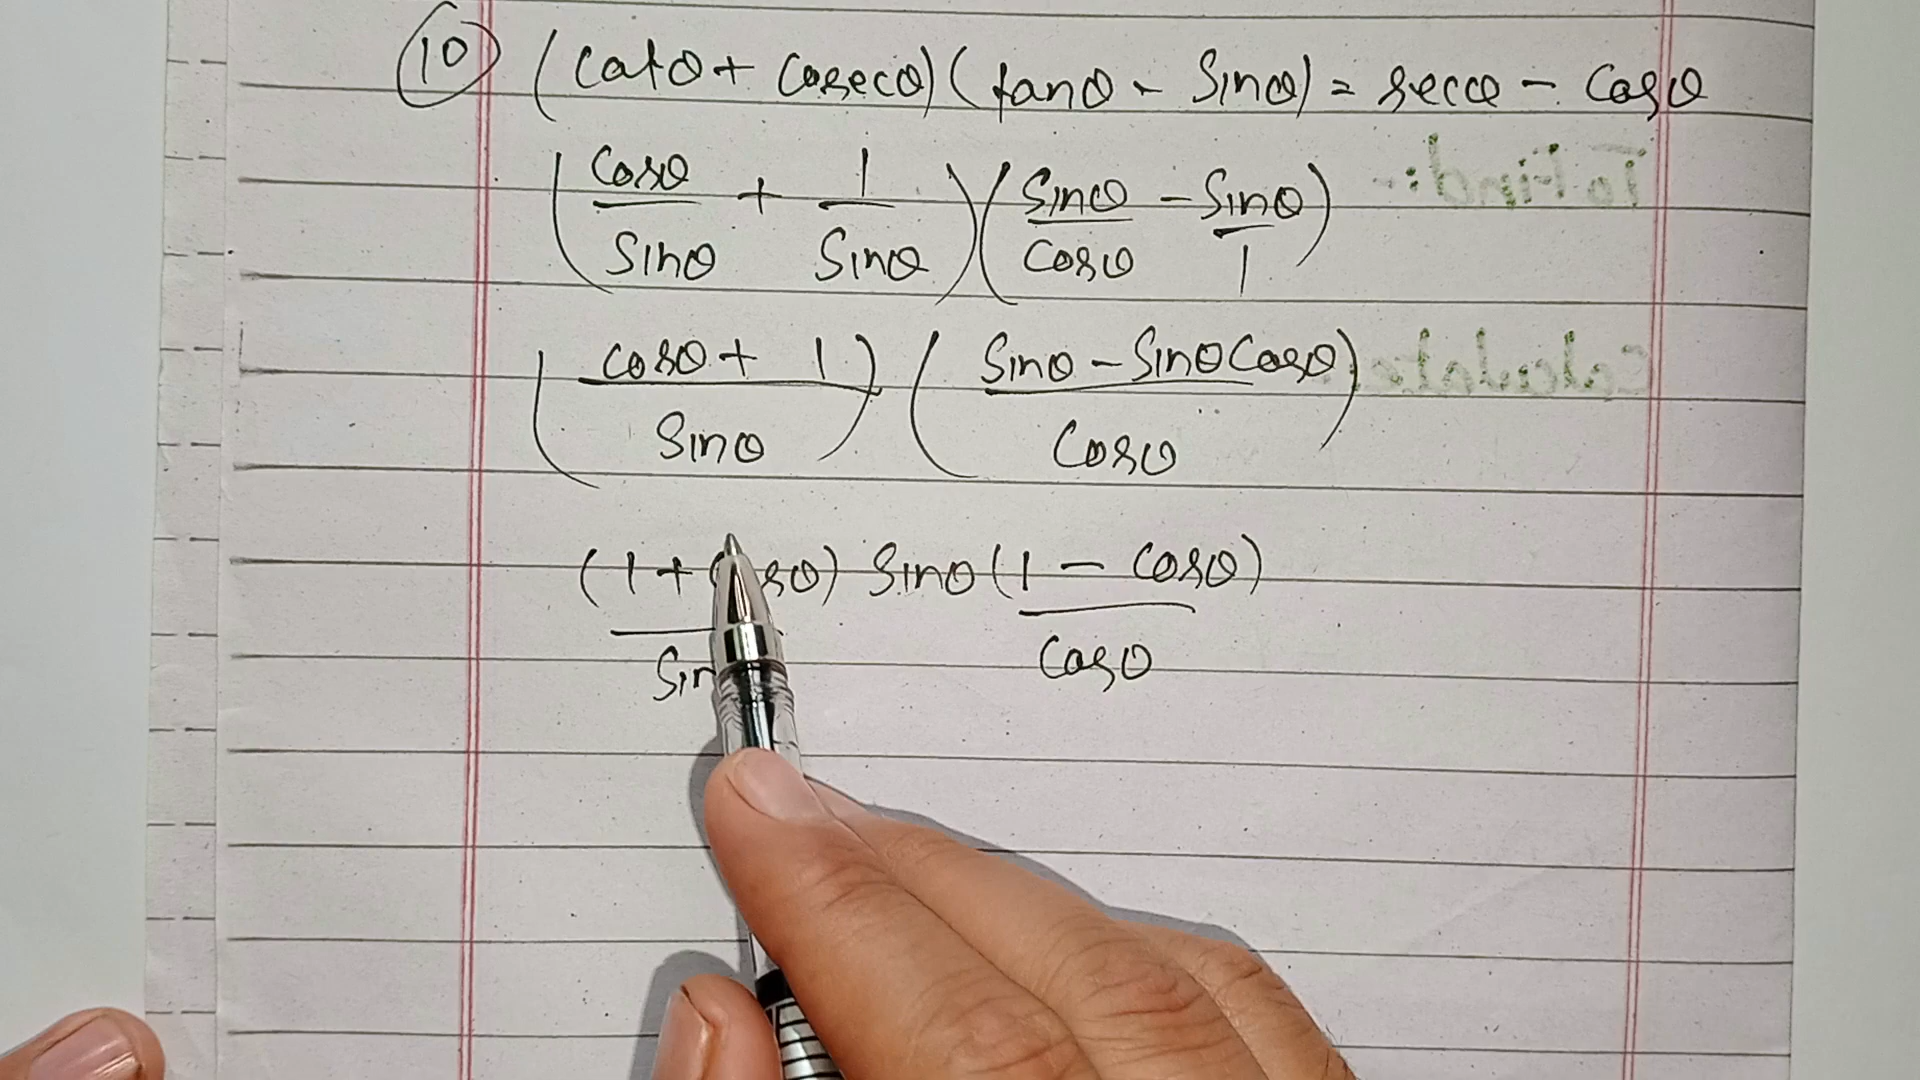 10 (Cotθ + Cosecθ)(tanθ - Sinθ) = secθ - Cosθ
(Cosθ/Sinθ + 1/Sinθ)(Sinθ/Cosθ - Sinθ/1)
(Cosθ + 1/Sinθ)(Sinθ - SinθCosθ/Cosθ)
(1 + Cosθ) Sinθ(1 - Cosθ)
Cosθ
To Find:-
Calculate:-